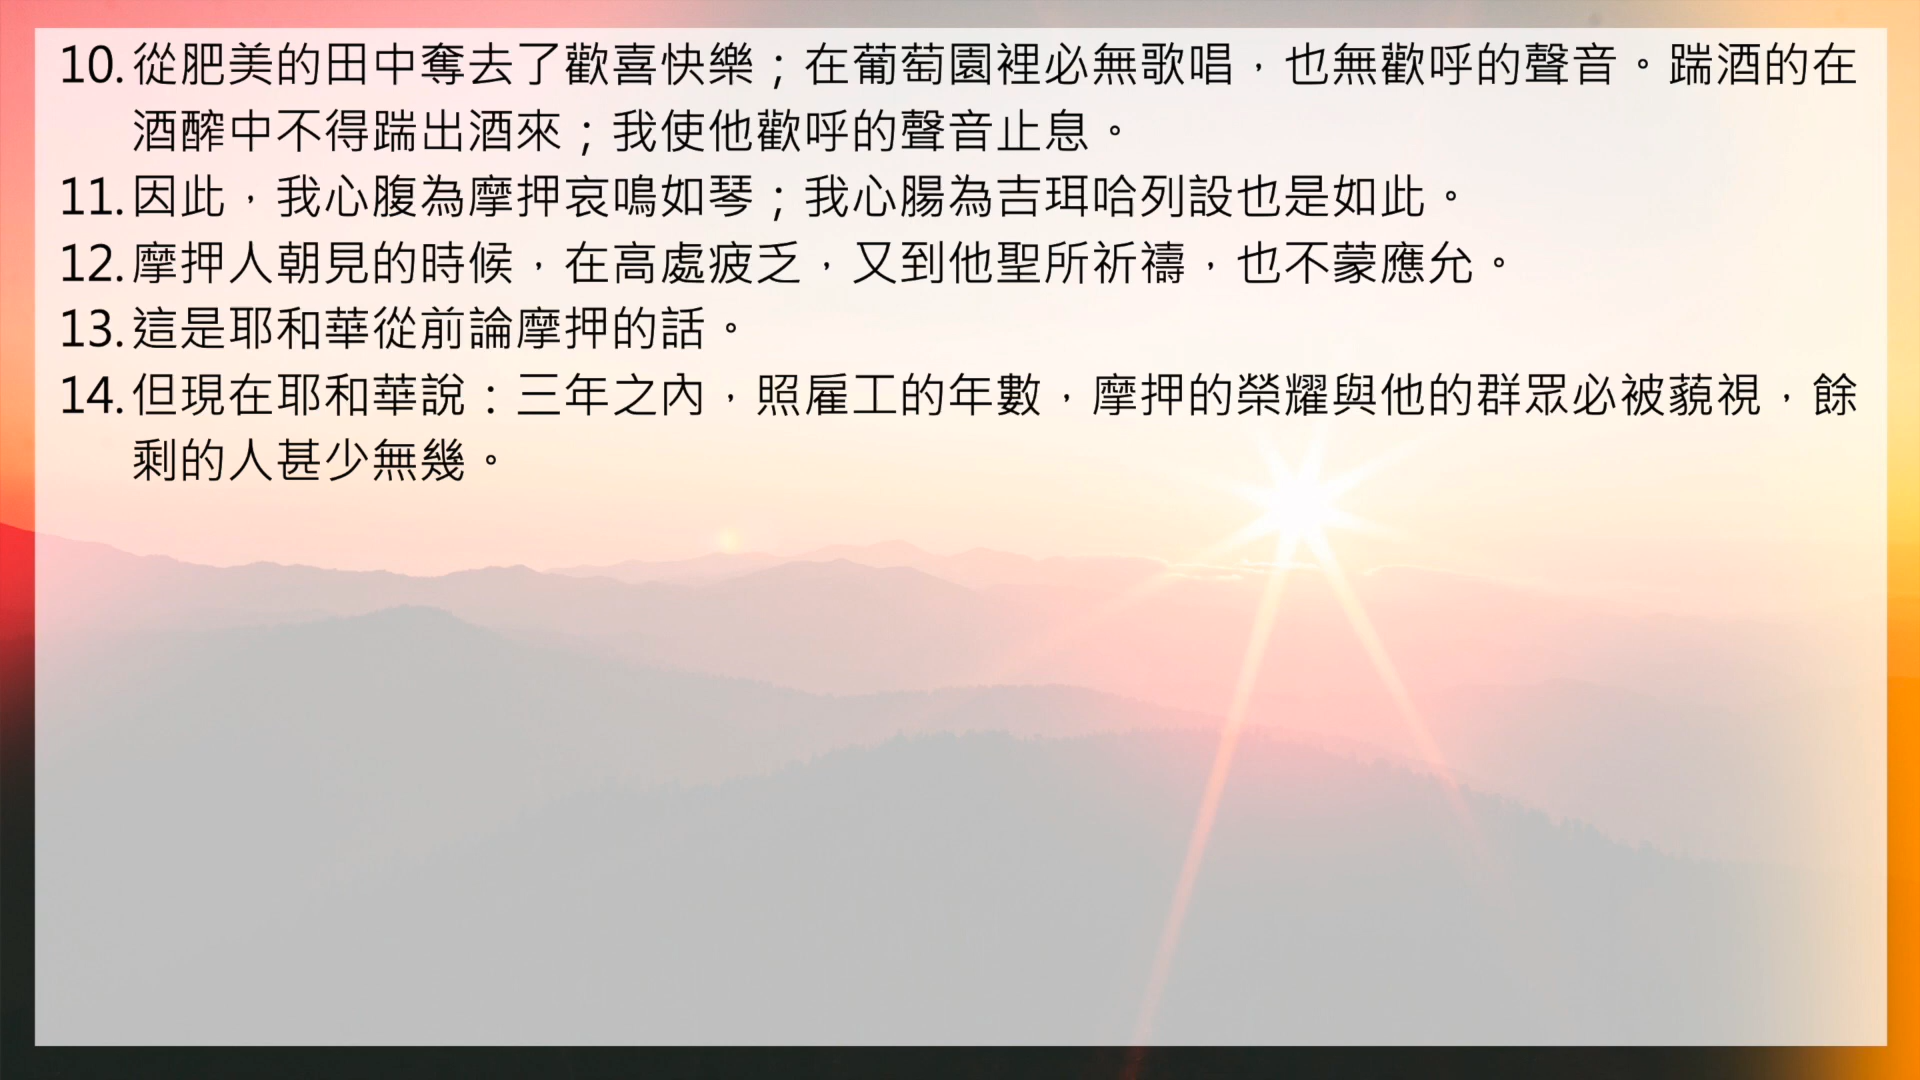 10. 從肥美的田中奪去了歡喜快樂；在葡萄園裡必無歌唱，也無歡呼的聲音。踹酒的在
酒醡中不得踹出酒來；我使他歡呼的聲音止息。
11. 因此，我心腹為摩押哀鳴如琴；我心腸為吉珥哈列設也是如此。
12. 摩押人朝見的時候，在高處疲乏，又到他聖所祈禱，也不蒙應允。
13. 這是耶和華從前論摩押的話。
14. 但現在耶和華說：三年之內，照雇工的年數，摩押的榮耀與他的群眾必被藐視，餘
剩的人甚少無幾。